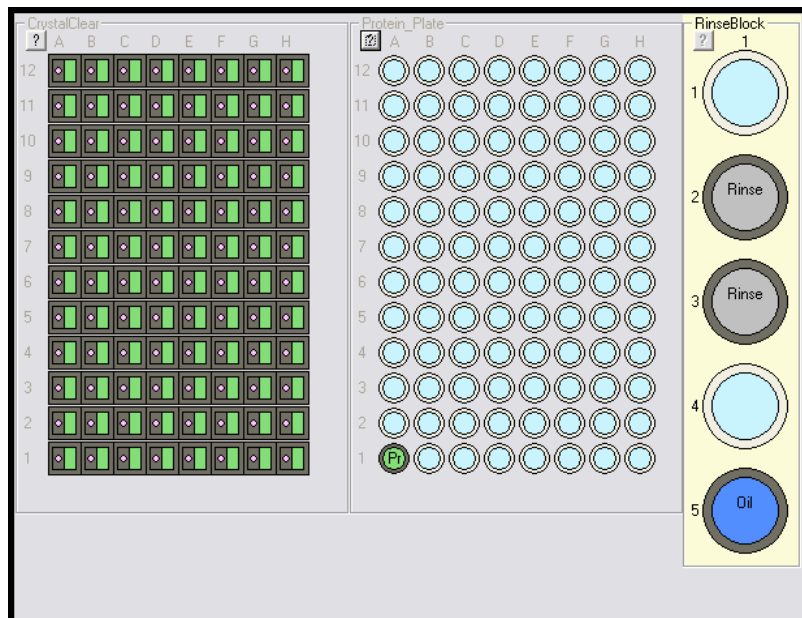 CrystalClear
? A B C D E F G H
12
11
10
9
8
7
6
5
4
3
2
1
Protein_Plate
? A B C D E F G H
12
11
10
9
8
7
6
5
4
3
2
1 Pr
RinseBlock
? 1
1
2 Rinse
3 Rinse
4
5 Oil